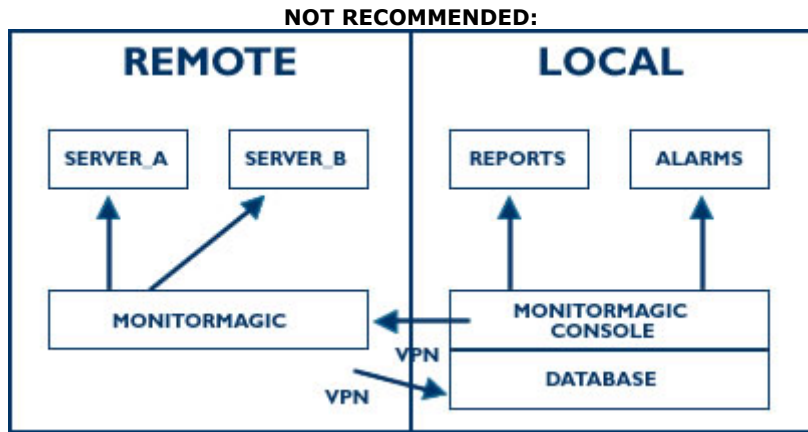 NOT RECOMMENDED:
REMOTE
LOCAL
SERVER_A
SERVER_B
REPORTS
ALARMS
MONITORMAGIC
MONITORMAGIC
CONSOLE
VPN
DATABASE
VPN